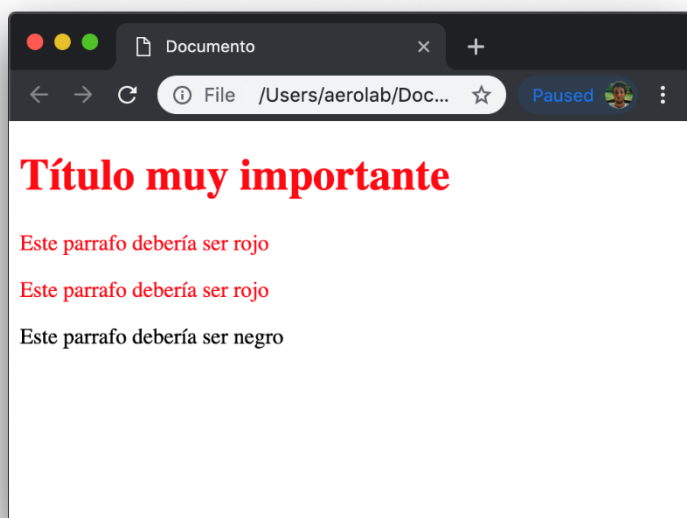 Documento
File /Users/aerolab/Doc... Paused
Título muy importante
Este parrafo debería ser rojo
Este parrafo debería ser rojo
Este parrafo debería ser negro